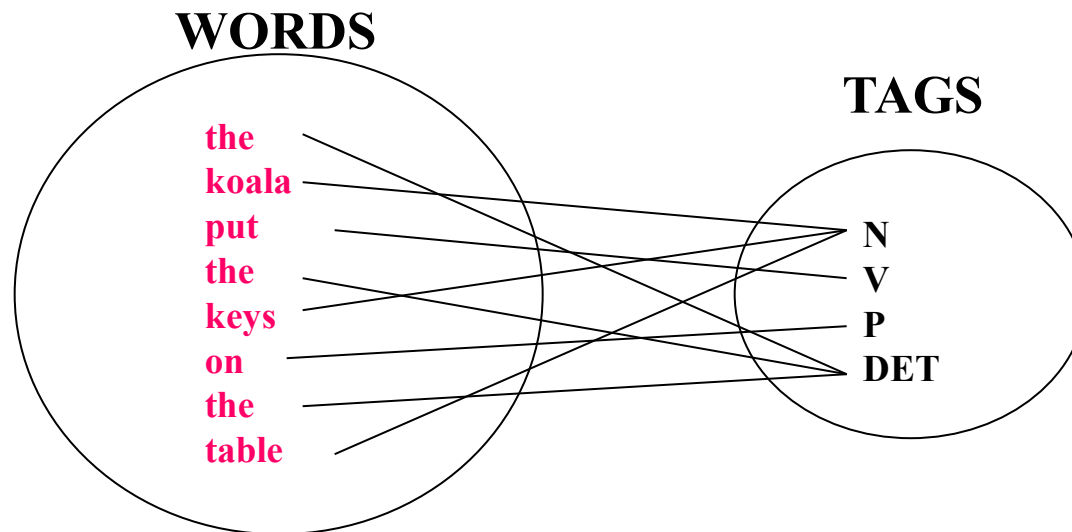 WORDS
the
koala
put
the
keys
on
the
table
TAGS
N
V
P
DET